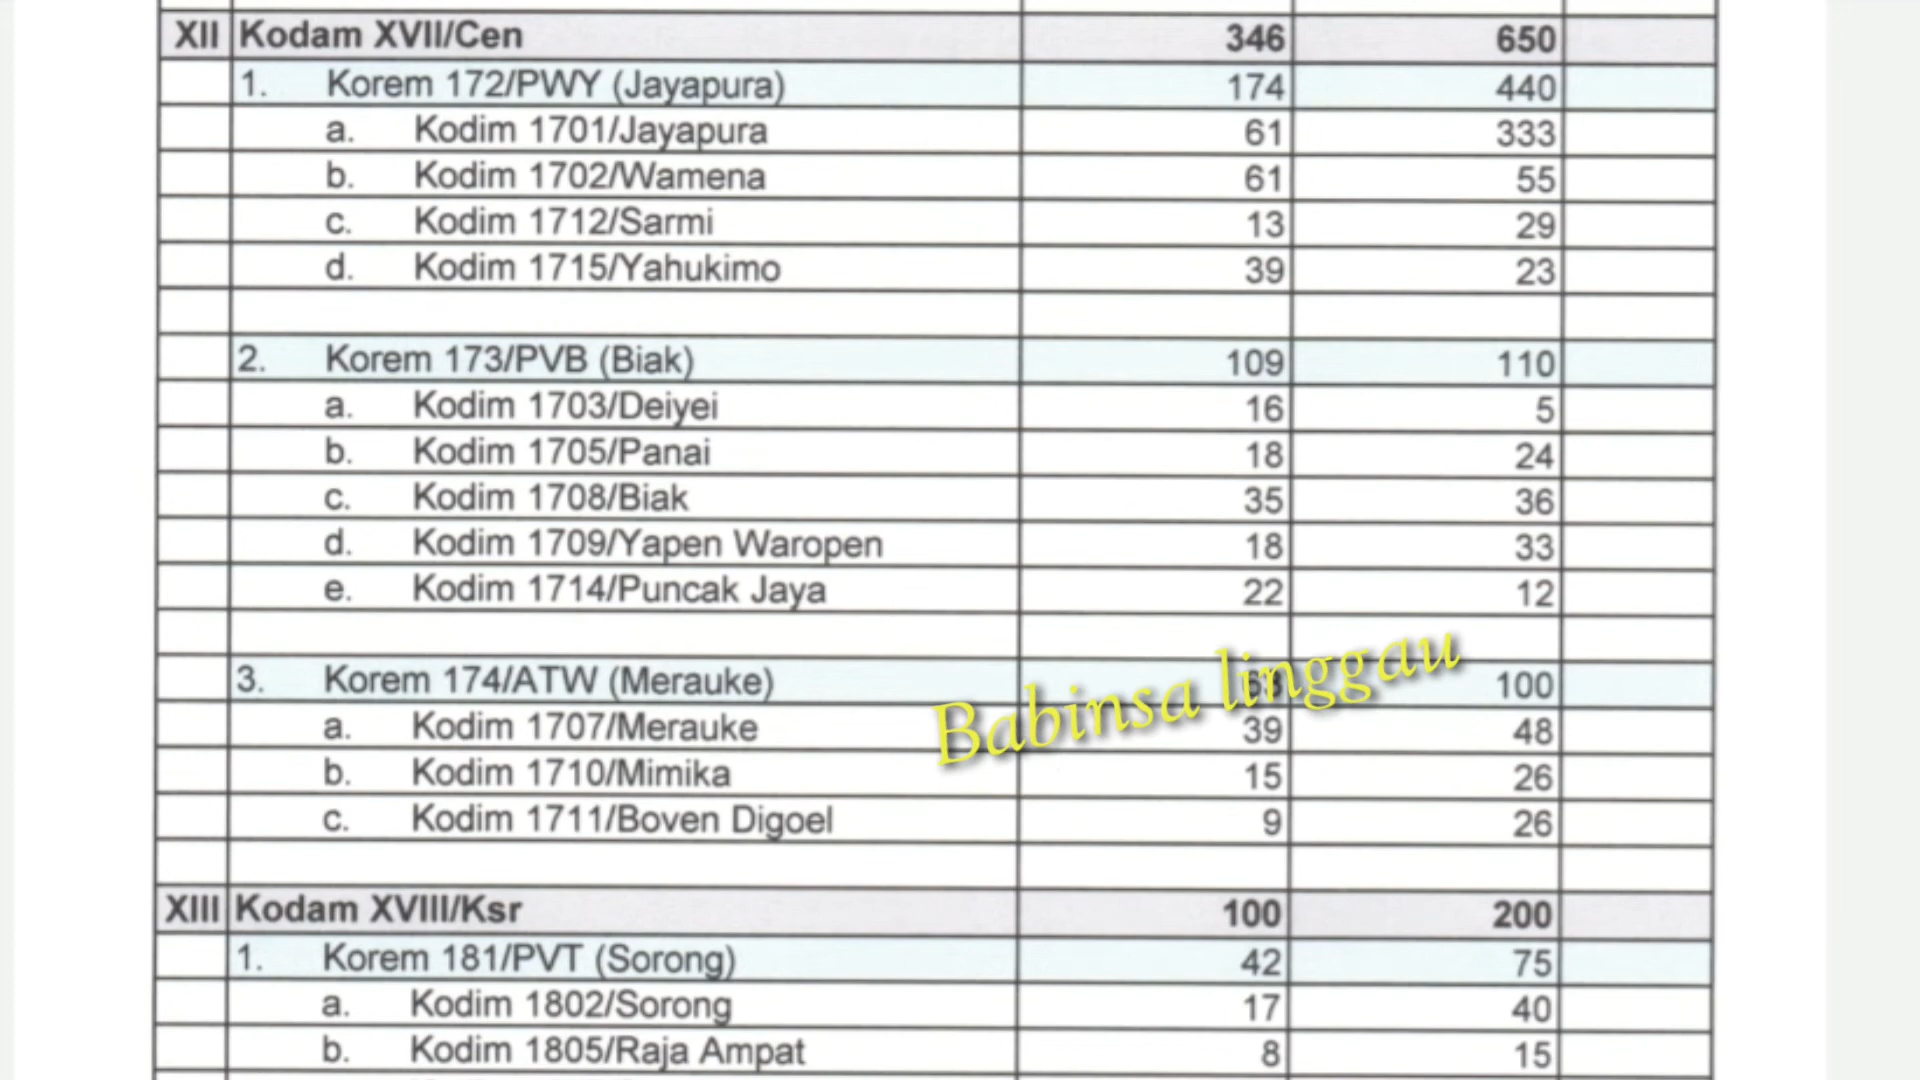 XII Kodam XVII/Cen 346 650
1. Korem 172/PWY (Jayapura) 174 440
a. Kodim 1701/Jayapura 61 333
b. Kodim 1702/Wamena 61 55
c. Kodim 1712/Sarmi 13 29
d. Kodim 1715/Yahukimo 39 23
2. Korem 173/PVB (Biak) 109 110
a. Kodim 1703/Deiyei 16 5
b. Kodim 1705/Panai 18 24
c. Kodim 1708/Biak 35 36
d. Kodim 1709/Yapen Waropen 18 33
e. Kodim 1714/Puncak Jaya 22 12
3. Korem 174/ATW (Merauke) 63 100
Babinsa linggau
a. Kodim 1707/Merauke 39 48
b. Kodim 1710/Mimika 15 26
c. Kodim 1711/Boven Digoel 9 26
XIII Kodam XVIII/Ksr 100 200
1. Korem 181/PVT (Sorong) 42 75
a. Kodim 1802/Sorong 17 40
b. Kodim 1805/Raja Ampat 8 15